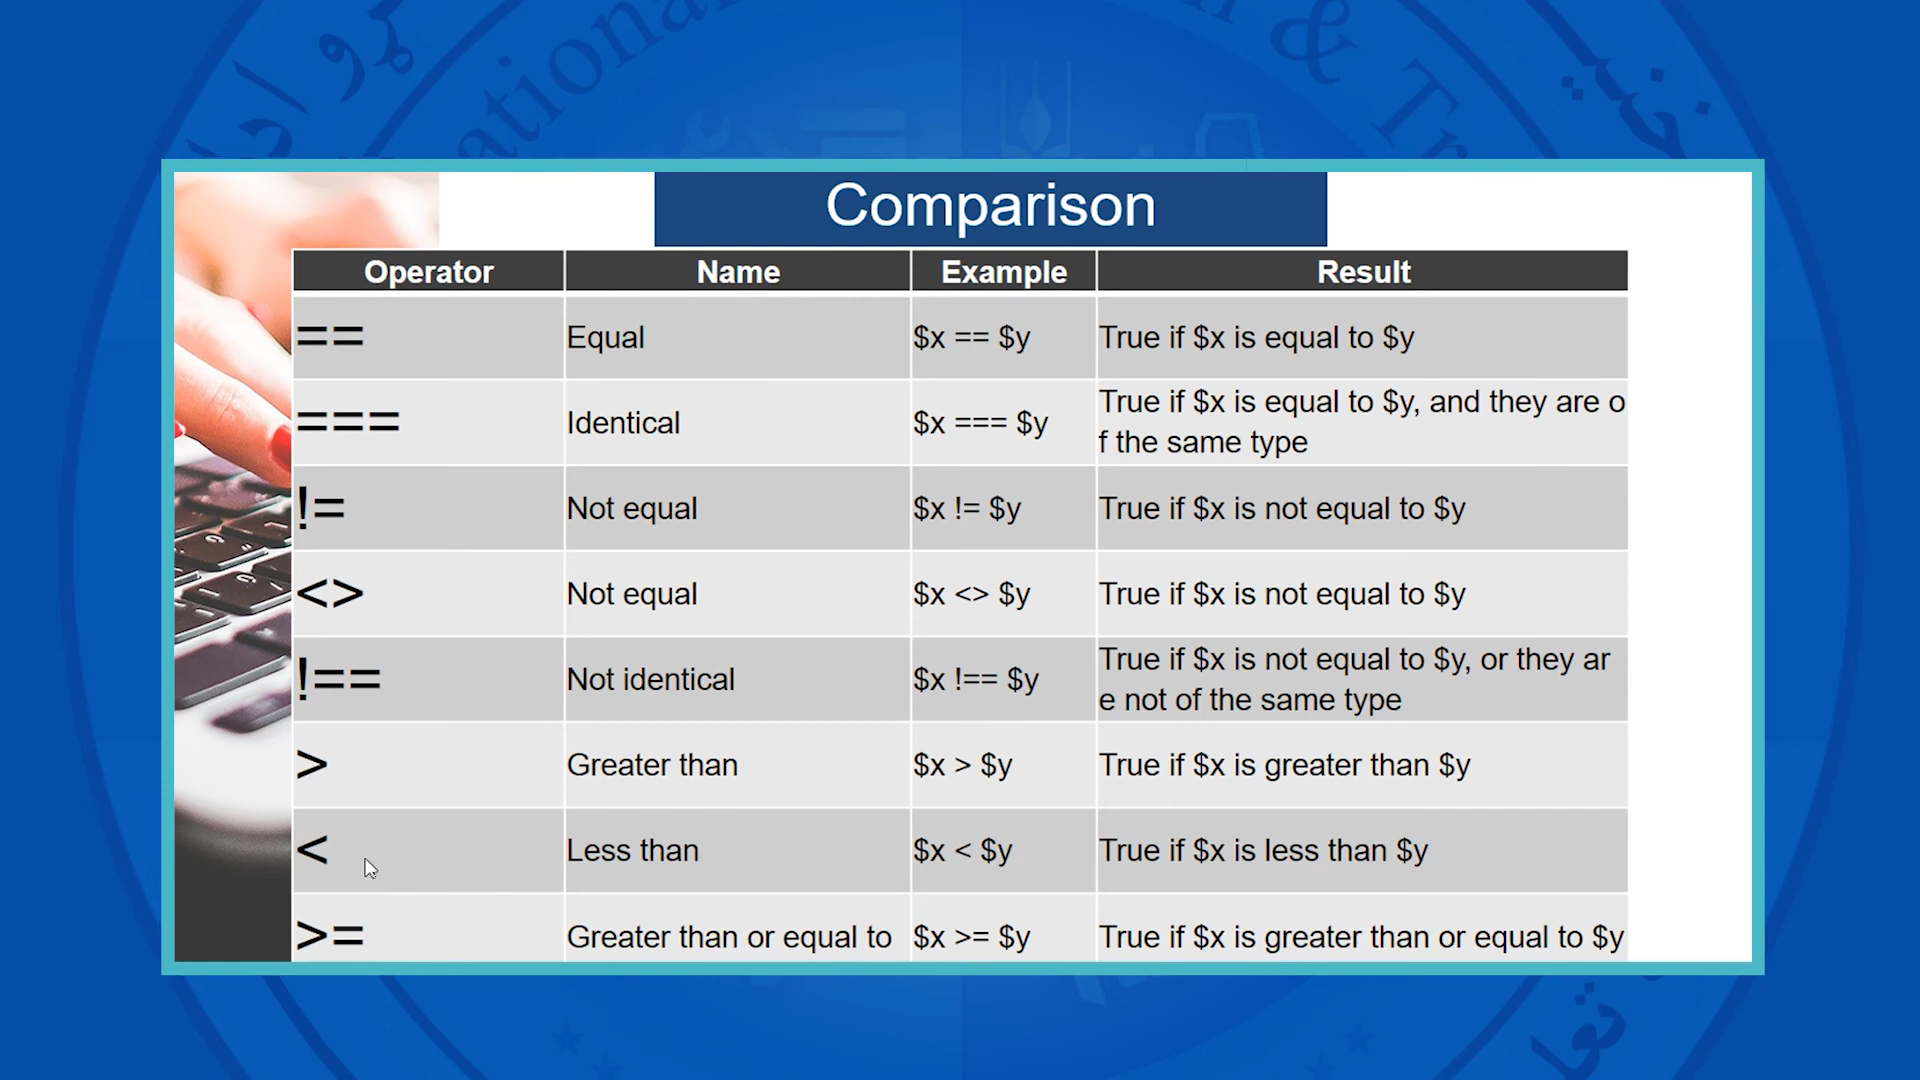 ational
& Tr
Comparison
Operator Name Example Result
== Equal $x == $y True if $x is equal to $y
=== Identical $x === $y True if $x is equal to $y, and they are o
f the same type
!= Not equal $x != $y True if $x is not equal to $y
<> Not equal $x <> $y True if $x is not equal to $y
!== Not identical $x !== $y True if $x is not equal to $y, or they ar
e not of the same type
> Greater than $x > $y True if $x is greater than $y
< Less than $x < $y True if $x is less than $y
>= Greater than or equal to $x >= $y True if $x is greater than or equal to $y